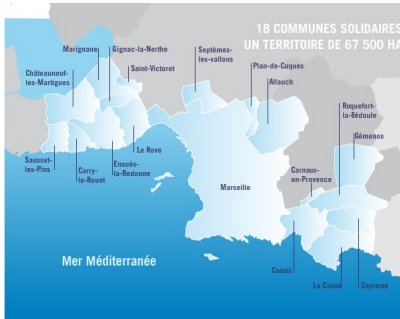 18 COMMUNES SOLIDAIRES
UN TERRITOIRE DE 67 500 HA
Marignane
Gignac-la-Nerthe
Septèmes-
les-vallons
Saint-Victoret
Plan-de-Cuques
Allauch
Châteauneuf-
les-Martigues
Roquefort-
la-Bédoule
Gémenos
Le Rove
Sausset-
les-Pins
Carry-
le-Rouet
Ensuès-
la-Redonne
Carnoux-
en-Provence
Marseille
Mer Méditerranée
Cassis
La Ciotat
Ceyreste